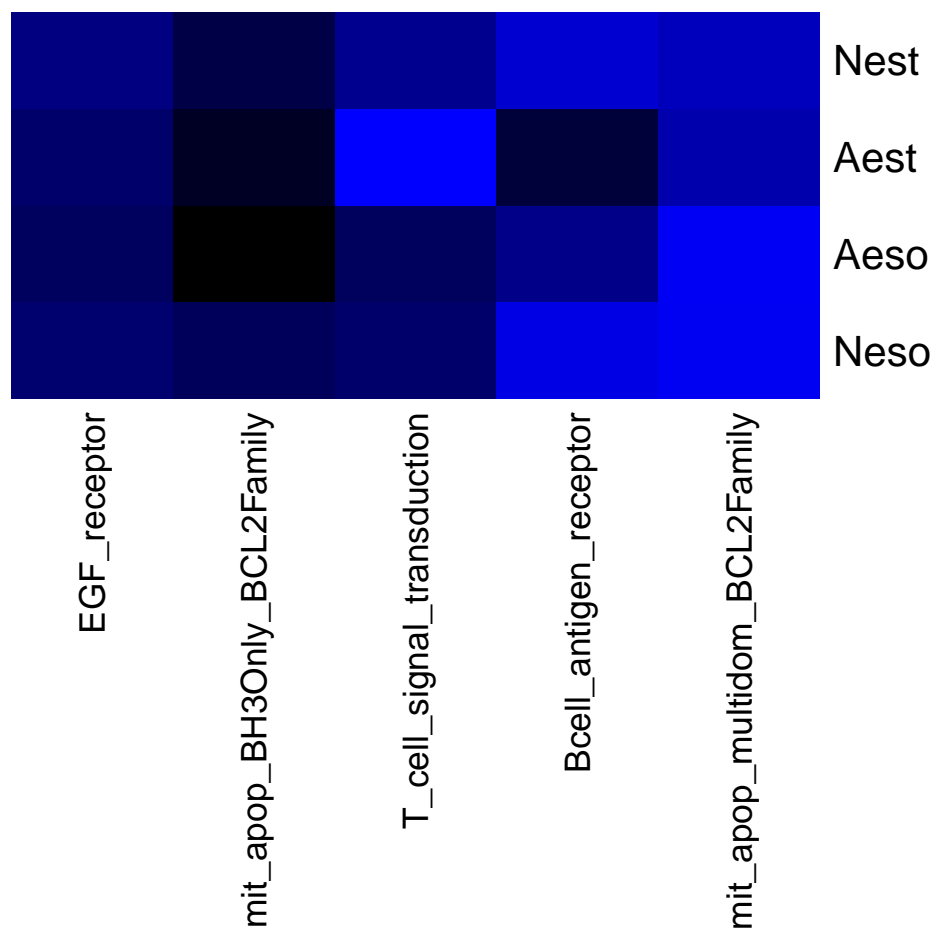 Nest
Aest
Aeso
Neso
EGF_receptor
mit_apop_BH3Only_BCL2Family
T_cell_signal_transduction
Bcell_antigen_receptor
mit_apop_multidom_BCL2Family